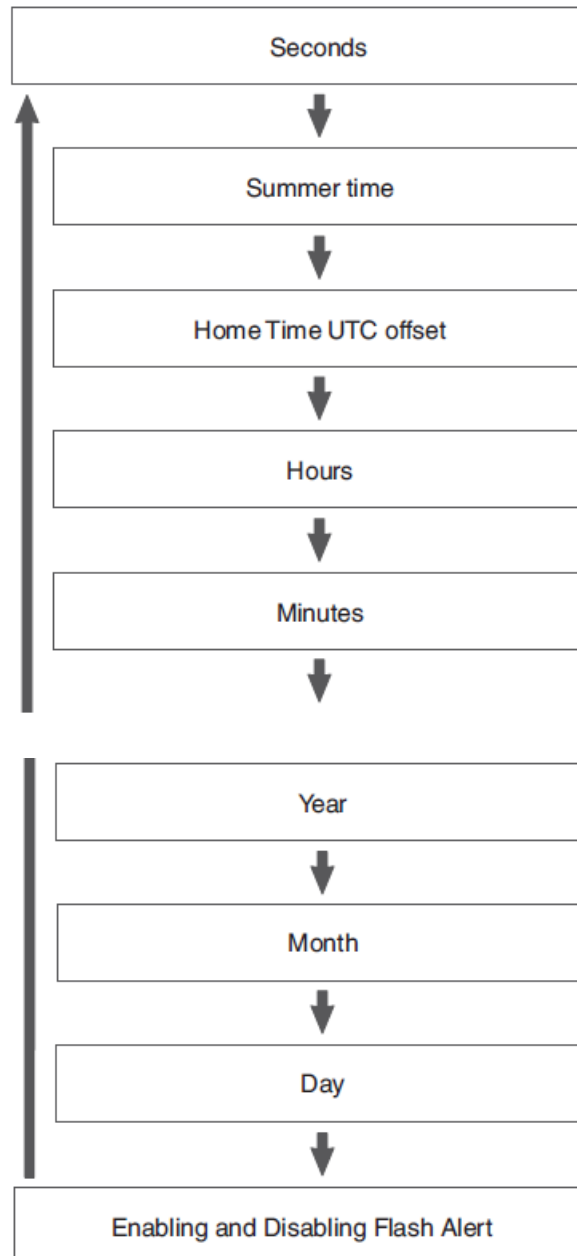 Seconds
Summer time
Home Time UTC offset
Hours
Minutes
Year
Month
Day
Enabling and Disabling Flash Alert